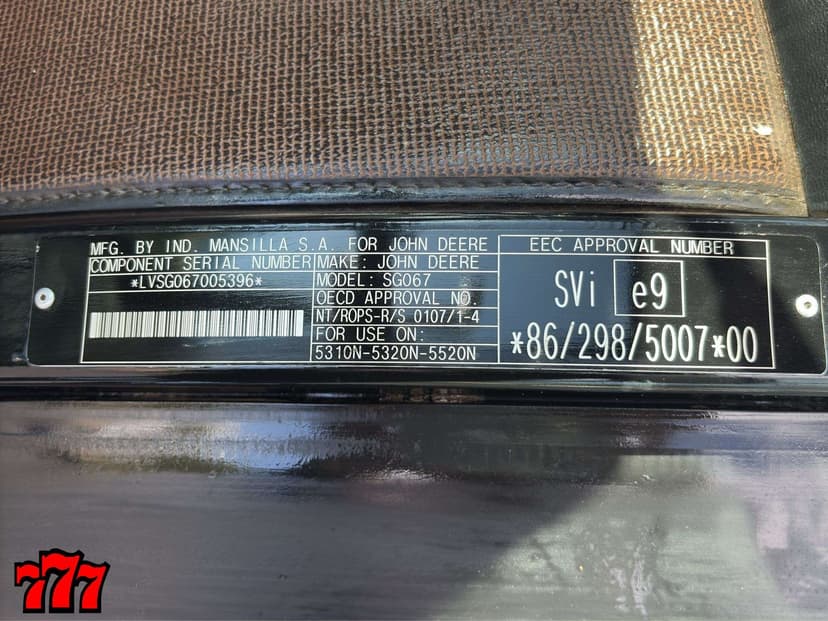 MFG. BY IND. MANSILLA S.A. FOR JOHN DEERE
COMPONENT SERIAL NUMBER
*LVSG067005396*
MAKE: JOHN DEERE
MODEL: SG067
OECD APPROVAL NO.
NT/ROPS-R/S 0107/1-4
FOR USE ON:
5310N-5320N-5520N
EEC APPROVAL NUMBER
SVi e9
*86/298/5007*00
777